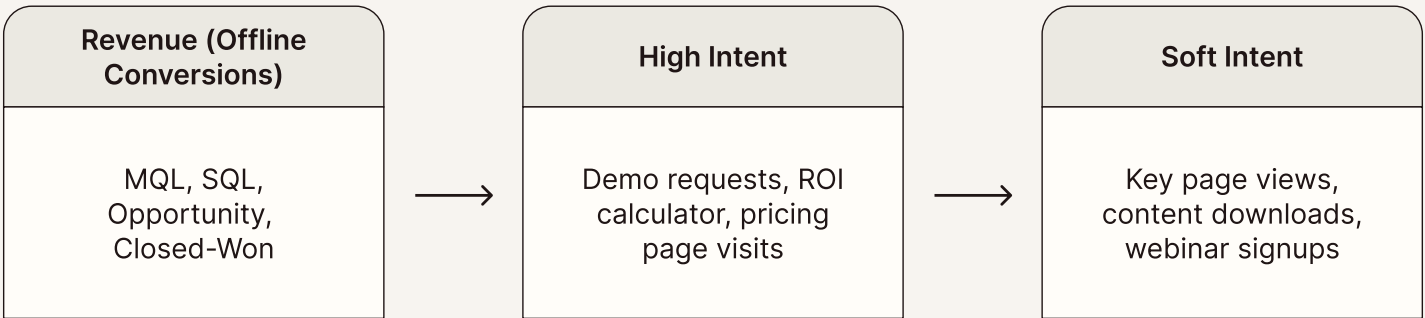 Revenue (Offline
Conversions)
MQL, SQL,
Opportunity,
Closed-Won
High Intent
Demo requests, ROI
calculator, pricing
page visits
Soft Intent
Key page views,
content downloads,
webinar signups